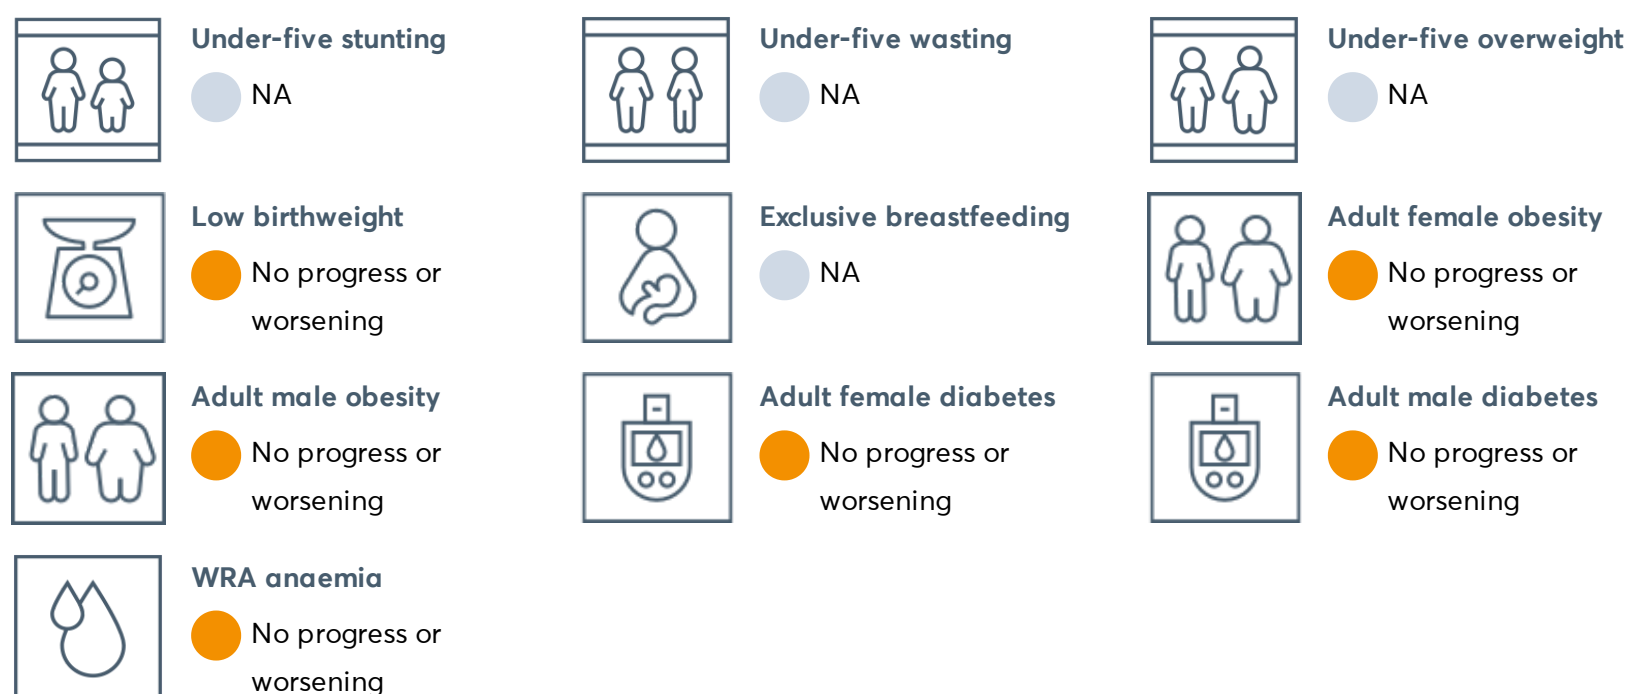 Under-five stunting
NA
Under-five wasting
NA
Under-five overweight
NA
Low birthweight
No progress or
worsening
Exclusive breastfeeding
NA
Adult female obesity
No progress or
worsening
Adult male obesity
No progress or
worsening
Adult female diabetes
No progress or
worsening
Adult male diabetes
No progress or
worsening
WRA anaemia
No progress or
worsening